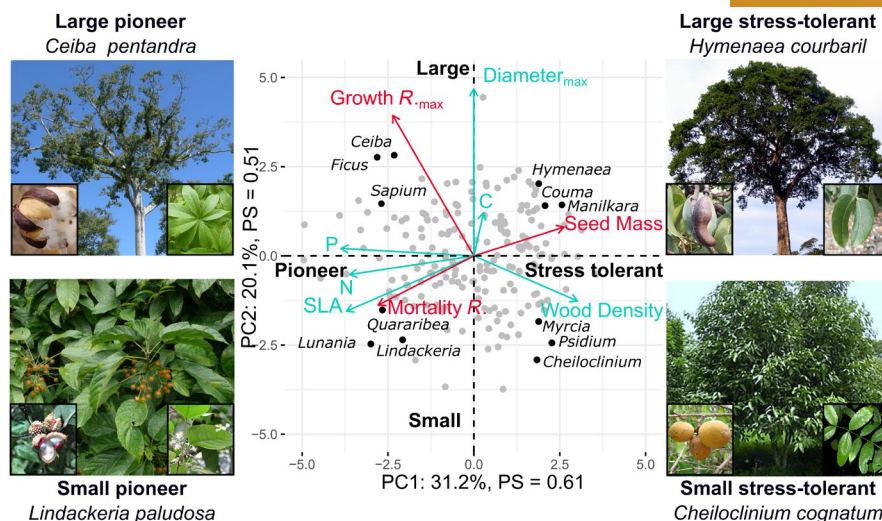 Large pioneer
Ceiba pentandra
Large stress-tolerant
Hymenaea courbaril
Large
Diameter max
Growth R.max
Ceiba
Ficus
Sapium
Hymenaea
Couma
Manilkara
C
Seed Mass
P
Pioneer
Stress tolerant
N
SLA
Mortality R.
Wood Density
Quararibea
Myrcia
Lunania
Lindackeria
Psidium
Cheiloclinium
Small
5.0
2.5
0.0
−2.5
−5.0
PC2: 20.1%, PS = 0.51
−5.0 −2.5 0.0 2.5 5.0
PC1: 31.2%, PS = 0.61
Small pioneer
Lindackeria paludosa
Small stress-tolerant
Cheiloclinium cognatum